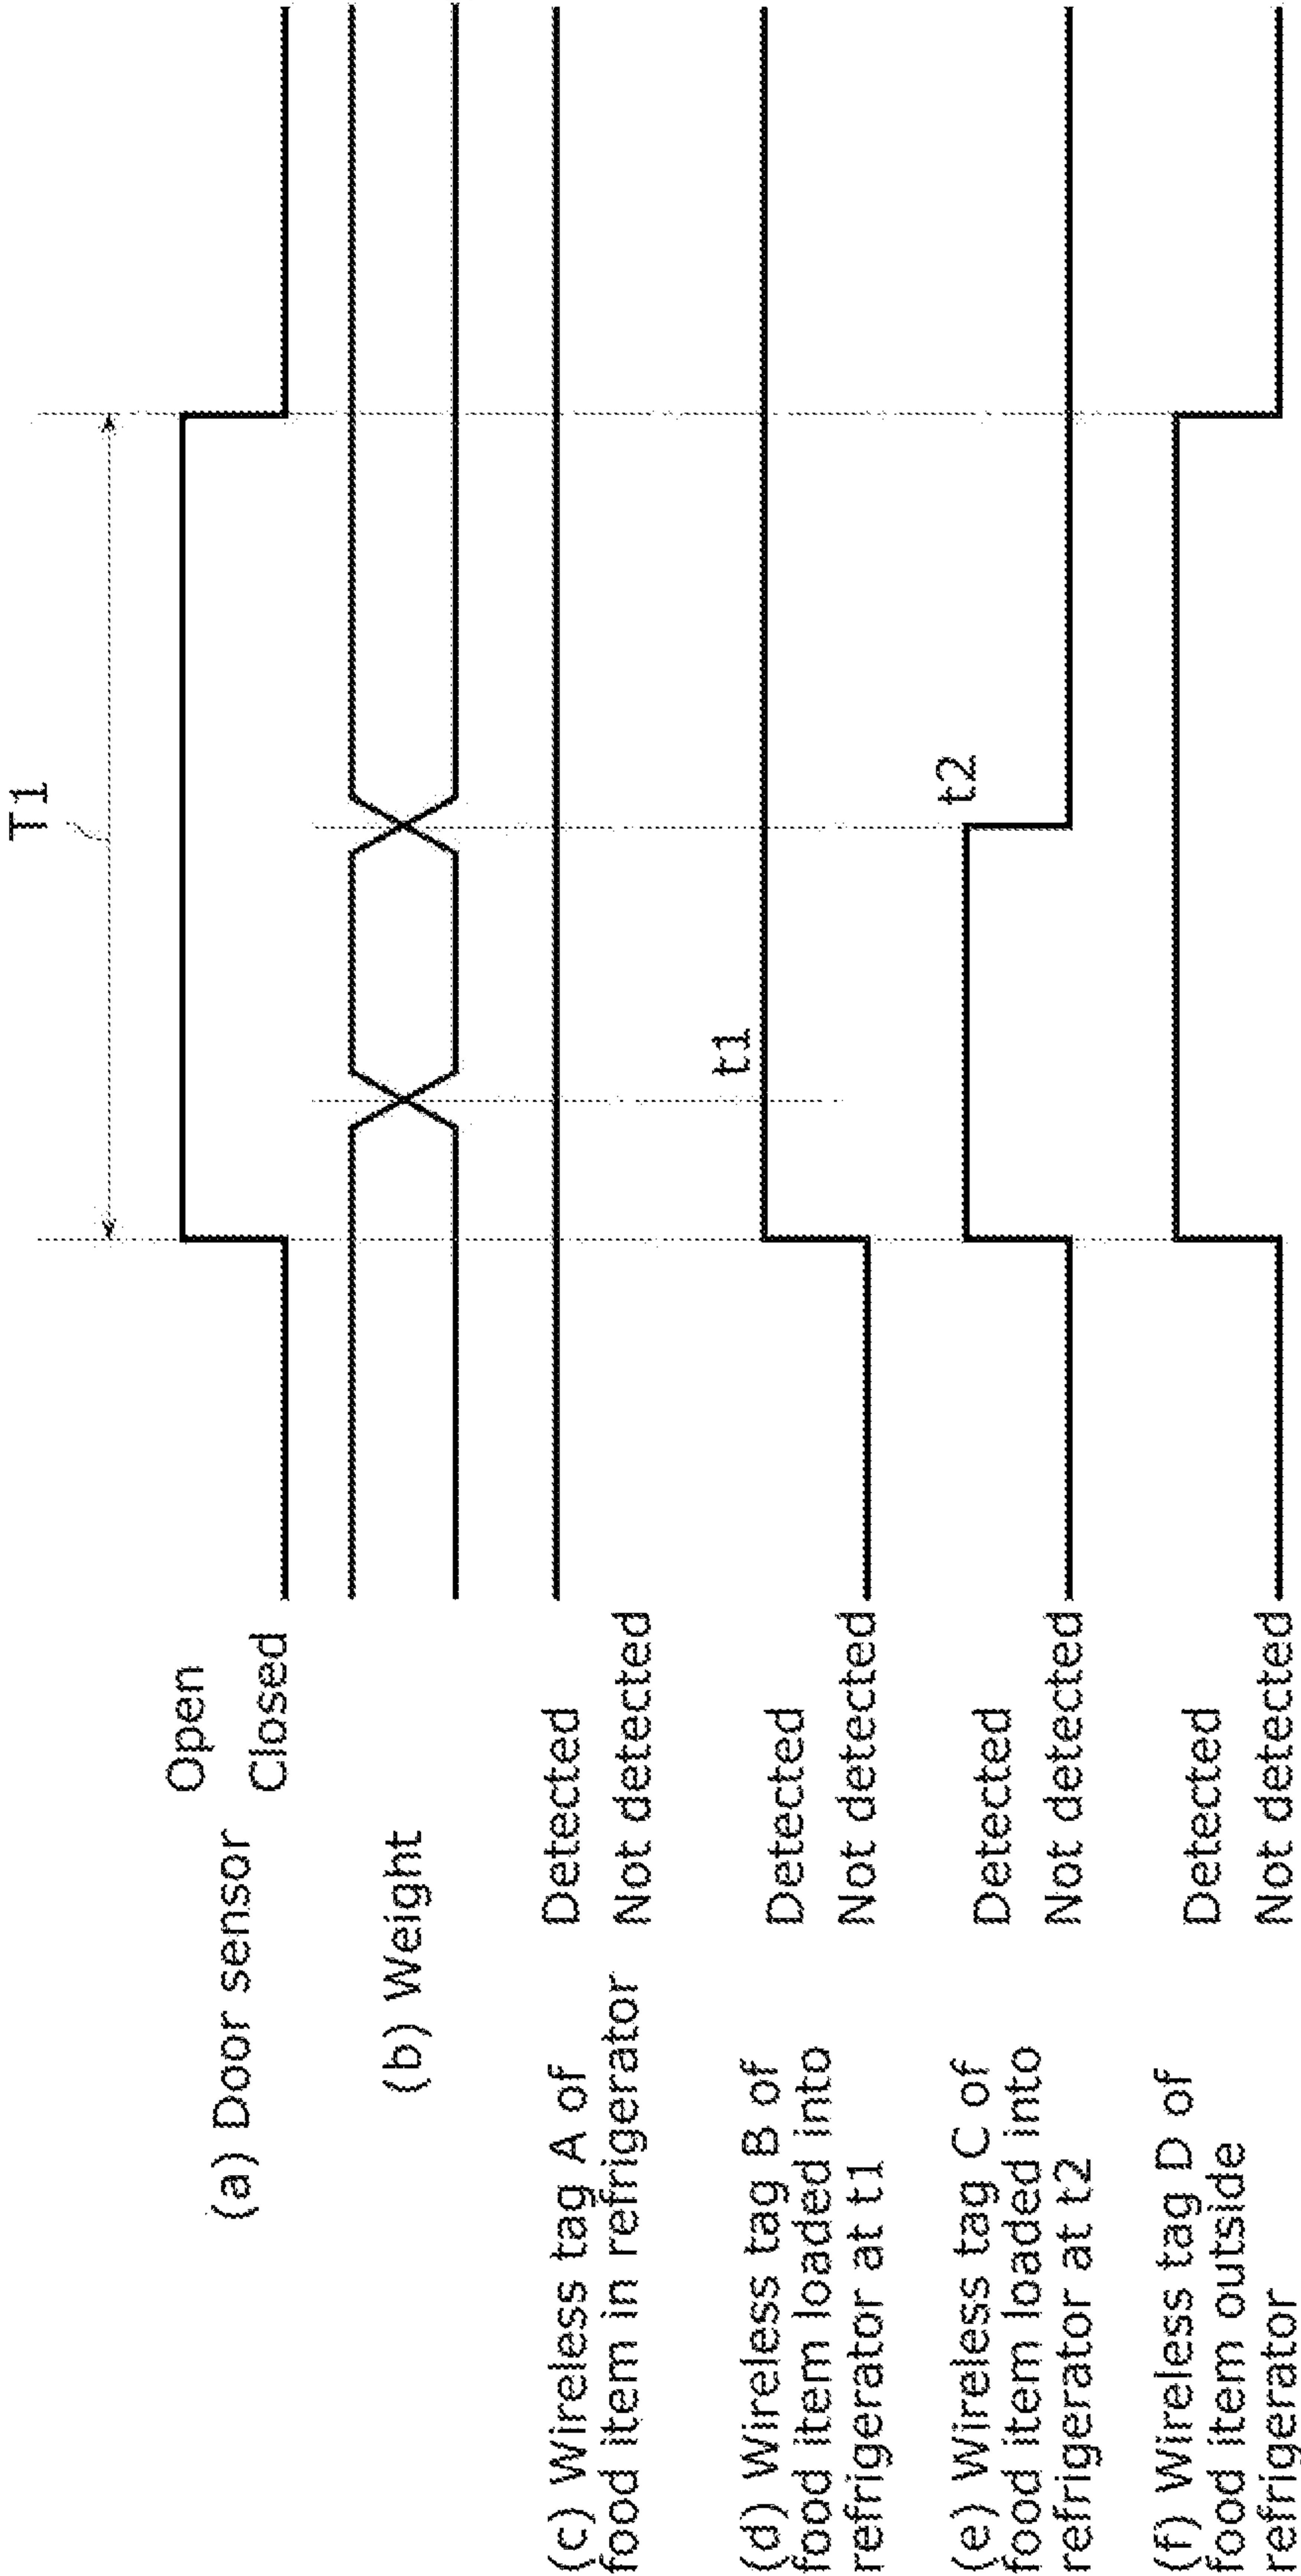 T1
(a) Door sensor
Open
Closed
(b) Weight
(c) Wireless tag A of
food item in refrigerator
Detected
Not detected
(d) Wireless tag B of
food item loaded into
refrigerator at t1
Detected
Not detected
t1
(e) Wireless tag C of
food item loaded into
refrigerator at t2
Detected
Not detected
t2
(f) Wireless tag D of
food item outside
refrigerator
Detected
Not detected